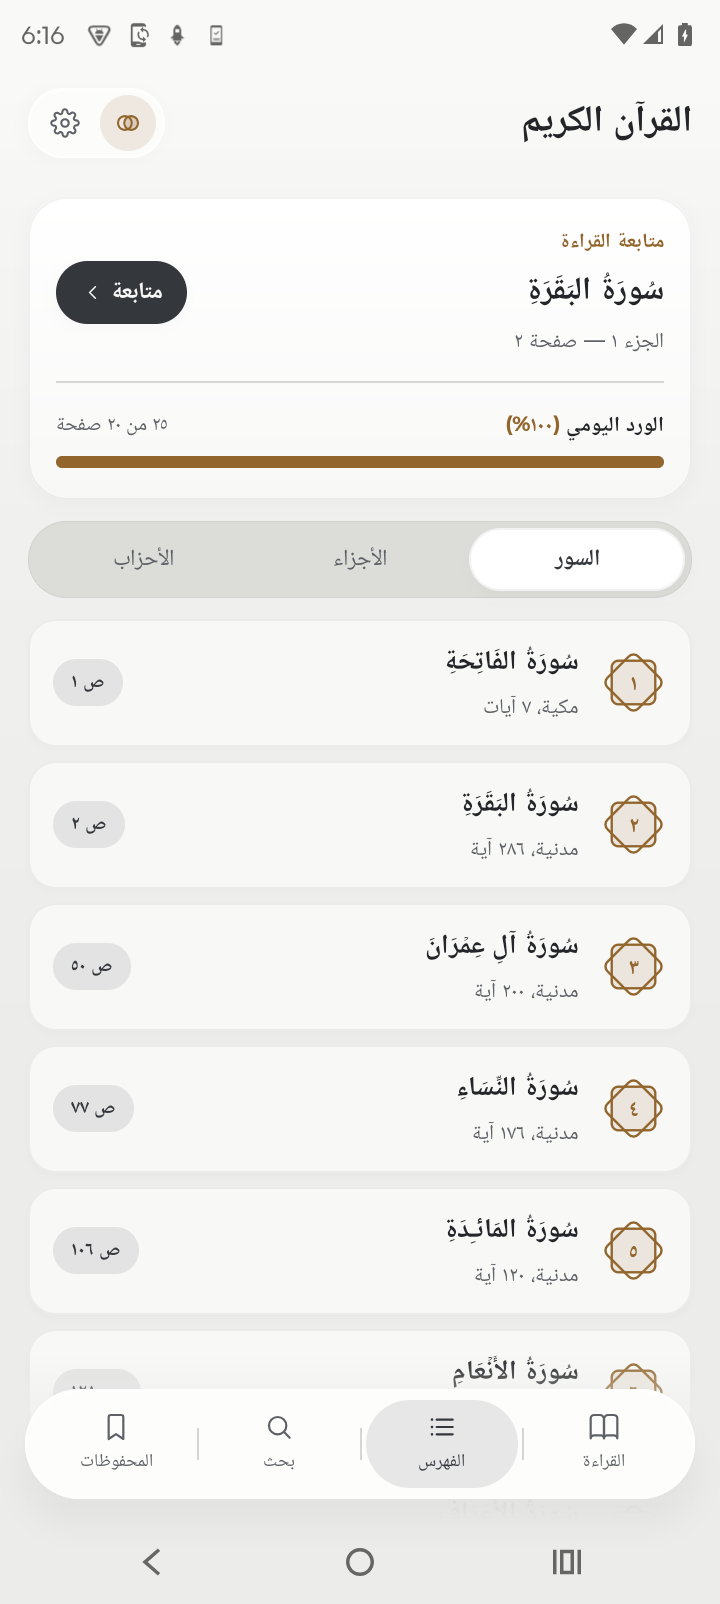 6:16
القرآن الكريم
متابعة القراءة
سُورَةُ البَقَرَةِ
متابعة
الجزء ١ — صفحة ٢
الورد اليومي (١٠٠%)
٢٥ من ٢٠ صفحة
السور
الأجزاء
الأحزاب
١
سُورَةُ الفَاتِحَةِ
مكية، ٧ آيات
ص ١
٢
سُورَةُ البَقَرَةِ
مدنية، ٢٨٦ آية
ص ٢
٣
سُورَةُ آلِ عِمۡرَانَ
مدنية، ٢٠٠ آية
ص ٥٠
٤
سُورَةُ النِّسَاءِ
مدنية، ١٧٦ آية
ص ٧٧
٥
سُورَةُ المَائـِدَةِ
مدنية، ١٢٠ آية
ص ١٠٦
سُورَةُ الأَنۡعَامِ
القراءة
الفهرس
بحث
المحفوظات